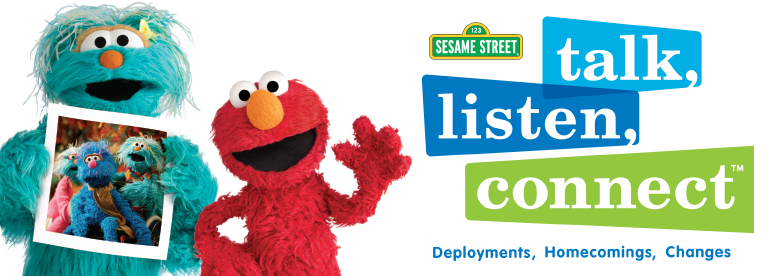 123
SESAME STREET
talk,
listen,
connect™
Deployments, Homecomings, Changes